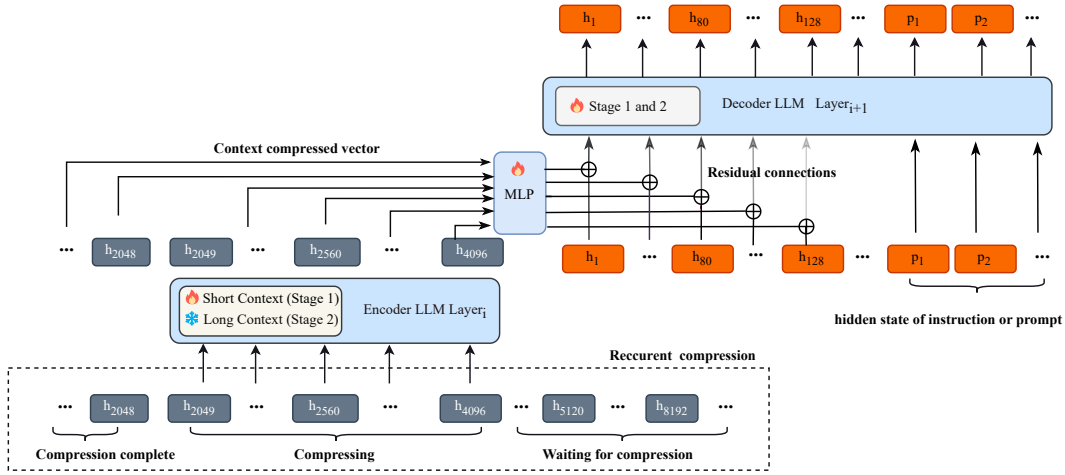 h1 ... h80 ... h128 ... p1 p2 ...
Stage 1 and 2 Decoder LLM Layer i+1
Context compressed vector
MLP
Residual connections
... h2048 h2049 ... h2560 ... h4096
h1 ... h80 ... h128 ... p1 p2 ...
Short Context (Stage 1)
Long Context (Stage 2)
Encoder LLM Layer i
hidden state of instruction or prompt
Reccurent compression
... h2048 h2049 ... h2560 ... h4096 ... h5120 ... h8192 ...
Compression complete Compressing Waiting for compression